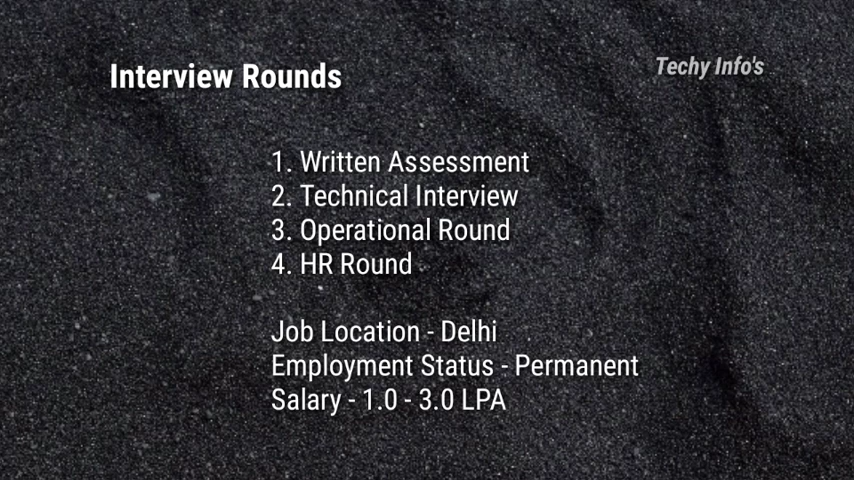 Interview Rounds
Techy Info's
1. Written Assessment
2. Technical Interview
3. Operational Round
4. HR Round
Job Location - Delhi
Employment Status - Permanent
Salary - 1.0 - 3.0 LPA